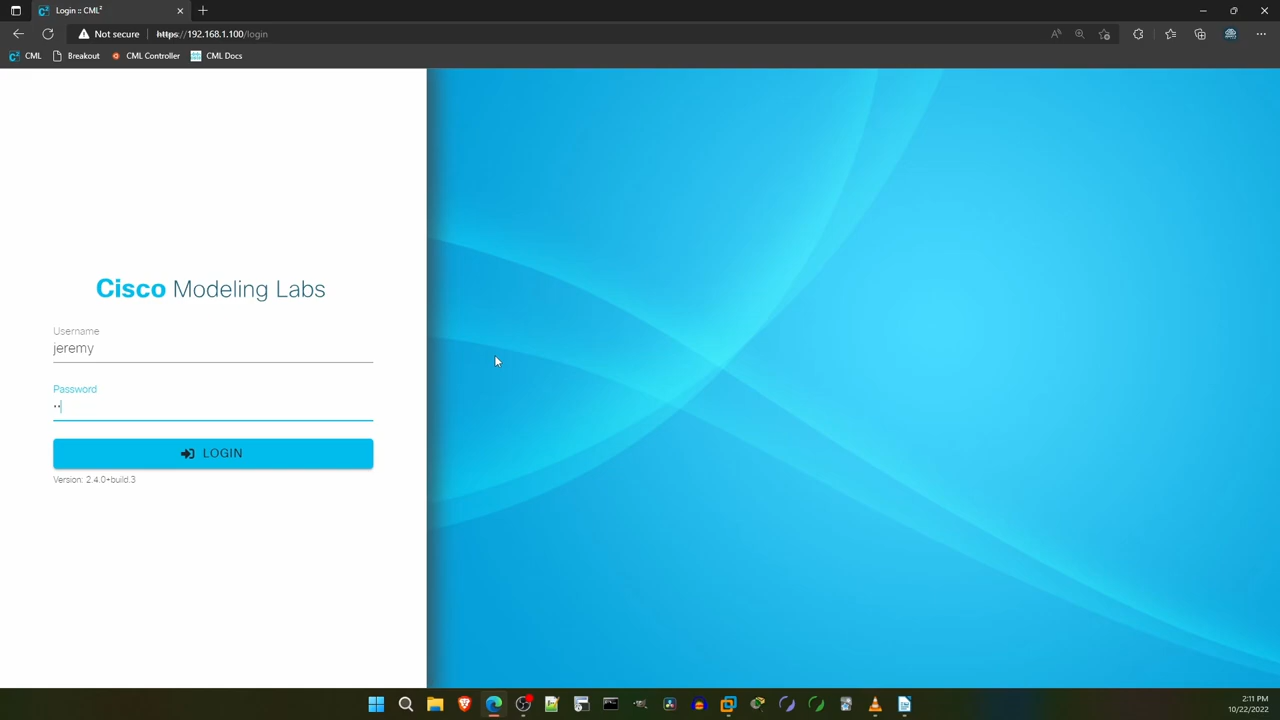 Login :: CML²
Not secure
https://192.168.1.100/login
CML
Breakout
CML Controller
CML Docs
Cisco Modeling Labs
Username
jeremy
Password
••
LOGIN
Version: 2.4.0+build.3
2:11 PM
10/22/2022